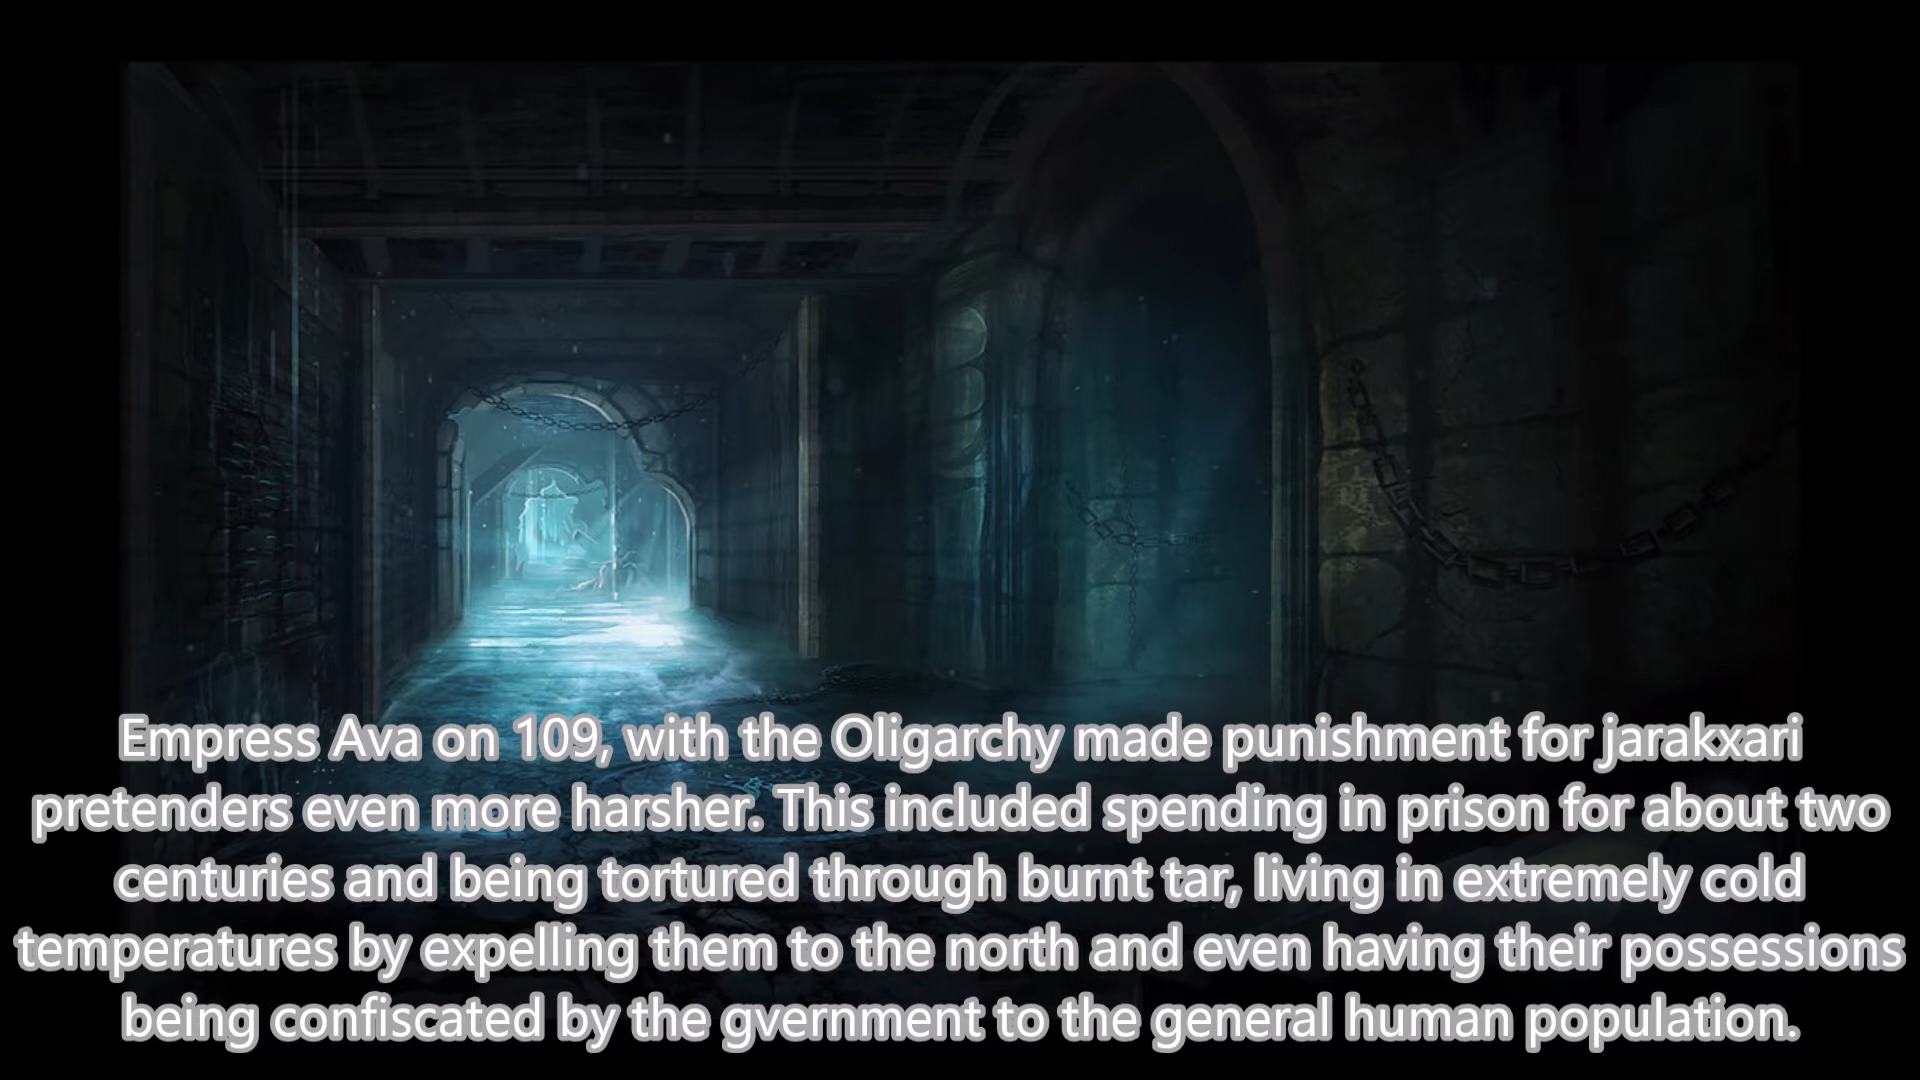 Empress Ava on 109, with the Oligarchy made punishment for jarakxari
pretenders even more harsher. This included spending in prison for about two
centuries and being tortured through burnt tar, living in extremely cold
temperatures by expelling them to the north and even having their possessions
being confiscated by the gvernment to the general human population.